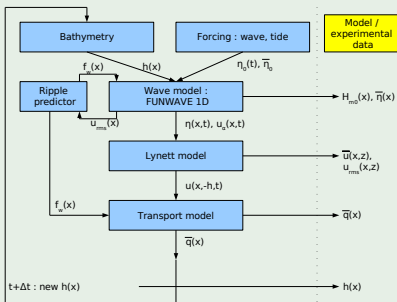 Bathymetry
Forcing : wave, tide
Model /
experimental
data
f_w(x)
h(x)
η_0(t), η̅_0
Ripple
predictor
Wave model :
FUNWAVE 1D
H_m0(x), η̅(x)
u_rms(x)
η(x,t), u_α(x,t)
Lynett model
u̅(x,z),
u_rms(x,z)
u(x,-h,t)
f_w(x)
Transport model
q̅(x)
q̅(x)
t+Δt : new h(x)
h(x)